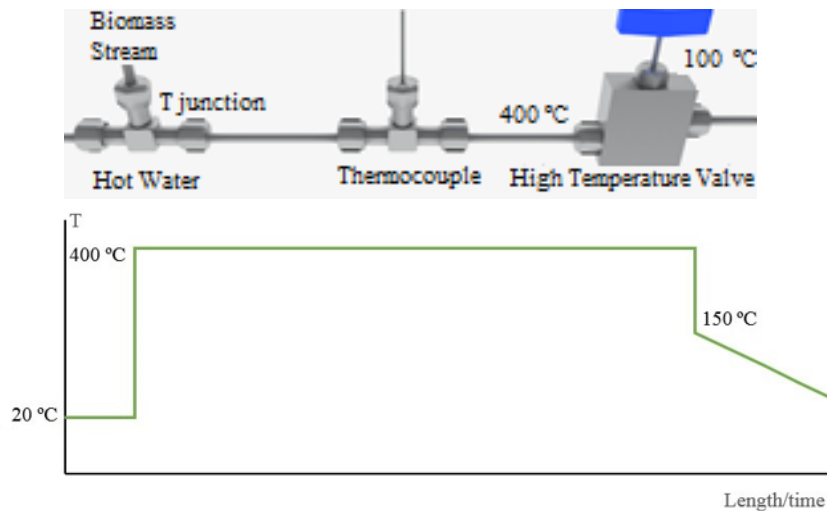 Biomass
Stream
T junction
Hot Water
Thermocouple
400 ºC
100 ºC
High Temperature Valve
T
400 ºC
150 ºC
20 ºC
Length/time